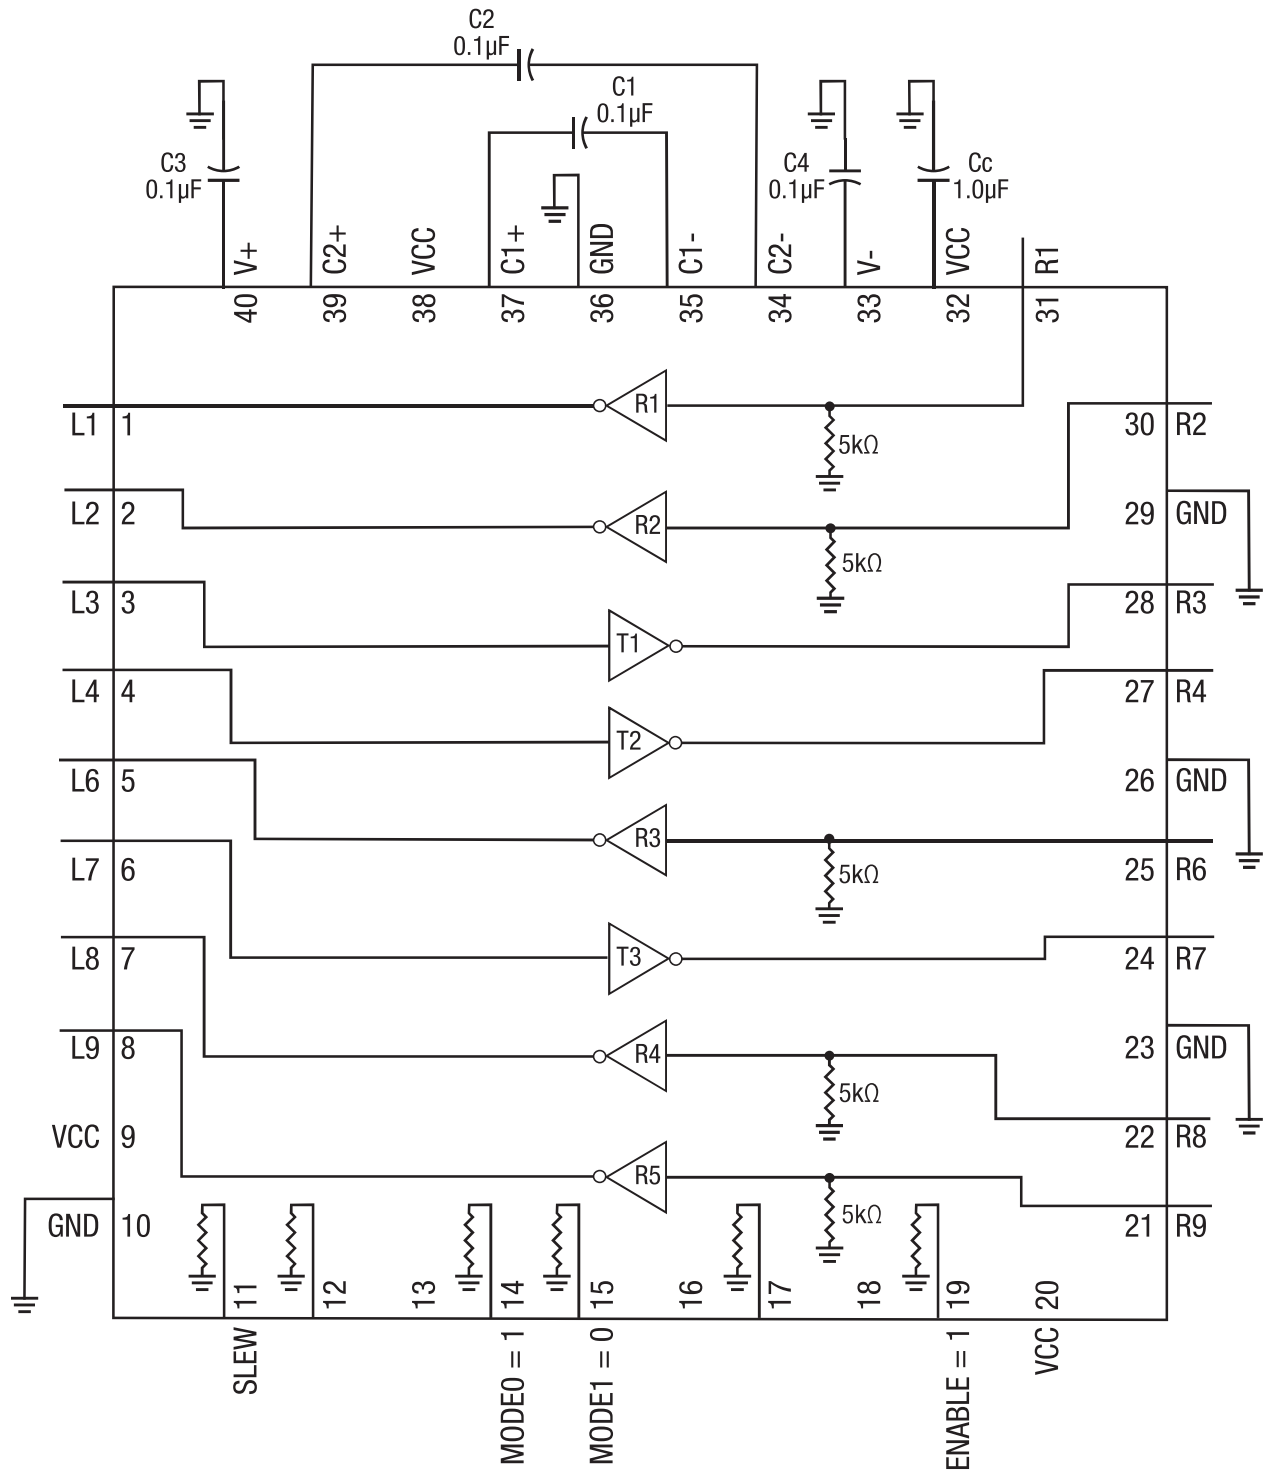 C2
0.1µF
C1
0.1µF
C3
0.1µF
C4
0.1µF
Cc
1.0µF
V+
C2+
VCC
C1+
GND
C1-
C2-
V-
VCC
R1
40
39
38
37
36
35
34
33
32
31
R1
L1 1
5kΩ
30 R2
L2 2
R2
5kΩ
29 GND
L3 3
T1
28 R3
L4 4
T2
27 R4
L6 5
R3
26 GND
L7 6
5kΩ
25 R6
L8 7
T3
24 R7
L9 8
R4
5kΩ
23 GND
VCC 9
22 R8
R5
GND 10
5kΩ
21 R9
11
12
13
14
15
16
17
18
19
20
SLEW
MODE0 = 1
MODE1 = 0
ENABLE = 1
VCC